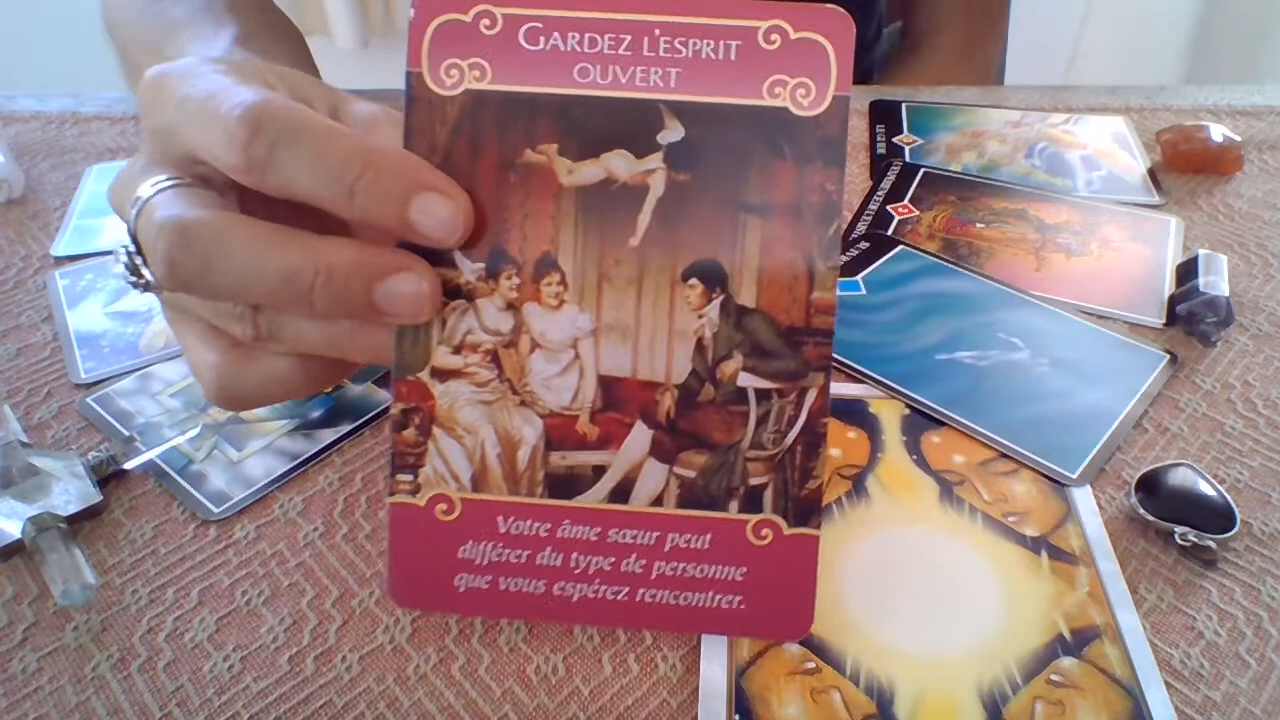 GARDEZ L'ESPRIT
OUVERT
Votre âme sœur peut
différer du type de personne
que vous espérez rencontrer.